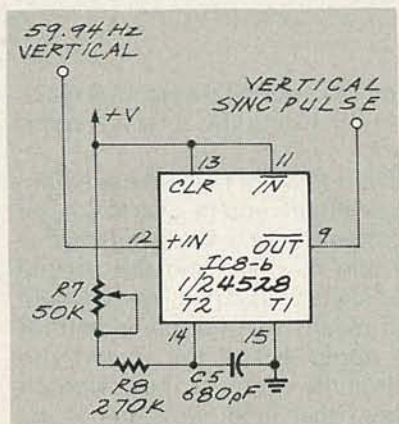 59.94 Hz
VERTICAL
VERTICAL
SYNC PULSE
+V
13
11
CLR
IN
12
+IN
OUT
9
IC8-b
1/2 4528
T2
T1
R7
50K
14
15
R8
270K
C5
680pF